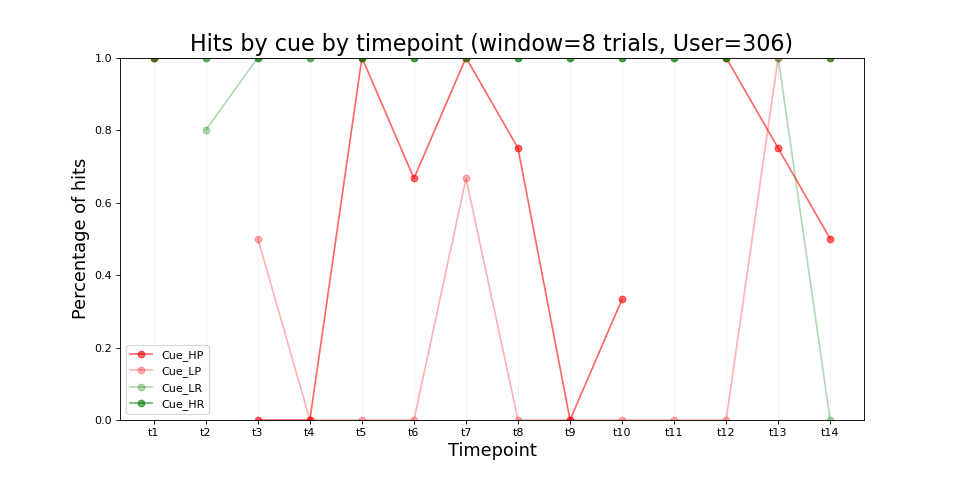 Hits by cue by timepoint (window=8 trials, User=306)
Percentage of hits
1.0
0.8
0.6
0.4
0.2
0.0
Cue_HP
Cue_LP
Cue_LR
Cue_HR
t1 t2 t3 t4 t5 t6 t7 t8 t9 t10 t11 t12 t13 t14
Timepoint